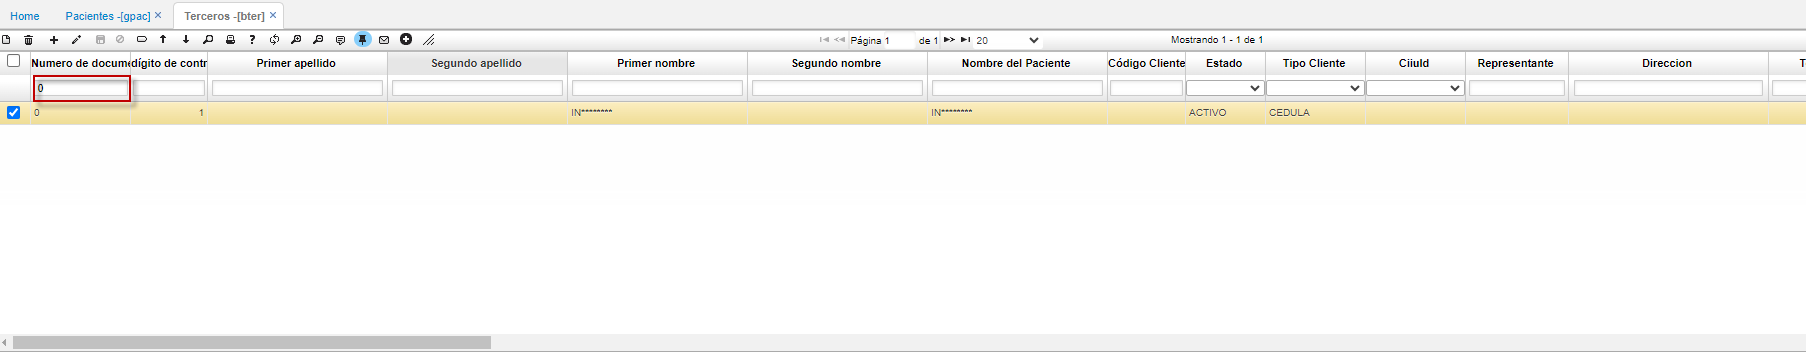 Home Pacientes -[gpac] × Terceros -[bter] ×
Página 1 de 1 20 Mostrando 1 - 1 de 1
Numero de docume dígito de contr Primer apellido Segundo apellido Primer nombre Segundo nombre Nombre del Paciente Código Cliente Estado Tipo Cliente CiiuId Representante Direccion T
0
0 1 IN******** IN******** ACTIVO CEDULA